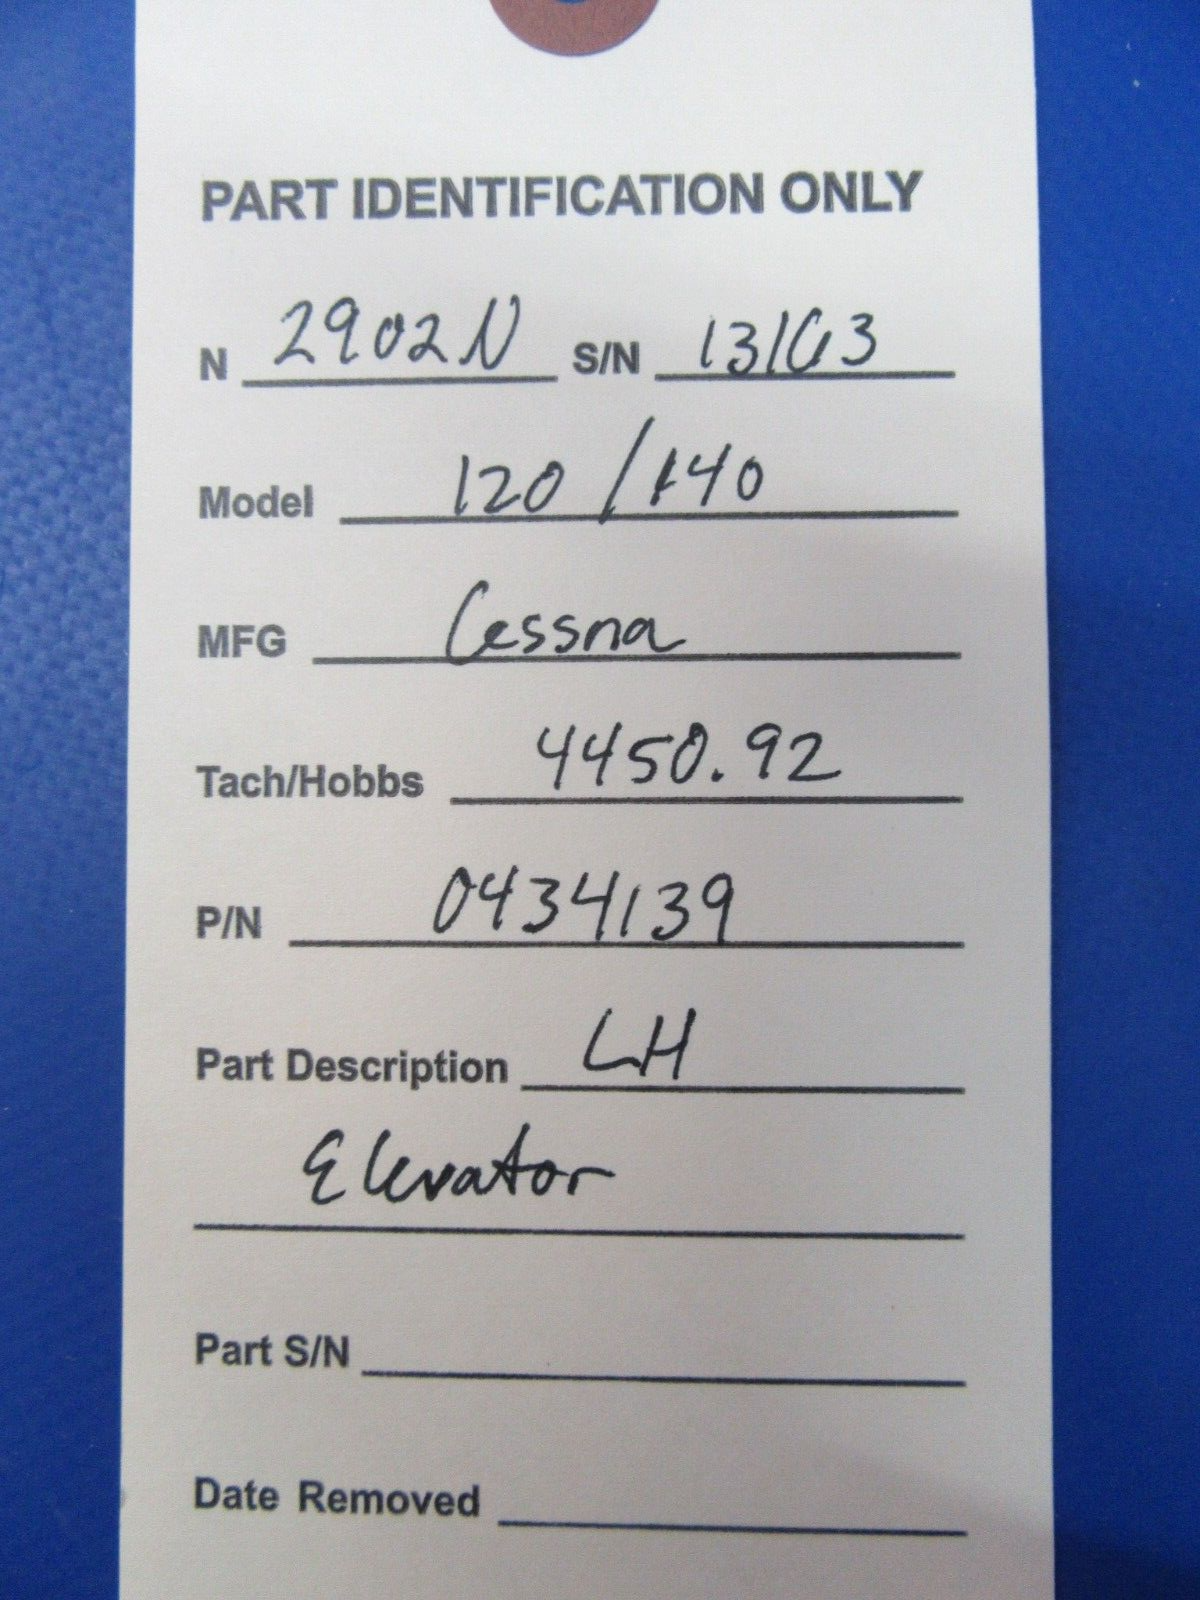 PART IDENTIFICATION ONLY
N 2902N S/N 13163
Model 120/140
MFG Cessna
Tach/Hobbs 4450.92
P/N 0434139
Part Description LH
Elevator
Part S/N
Date Removed